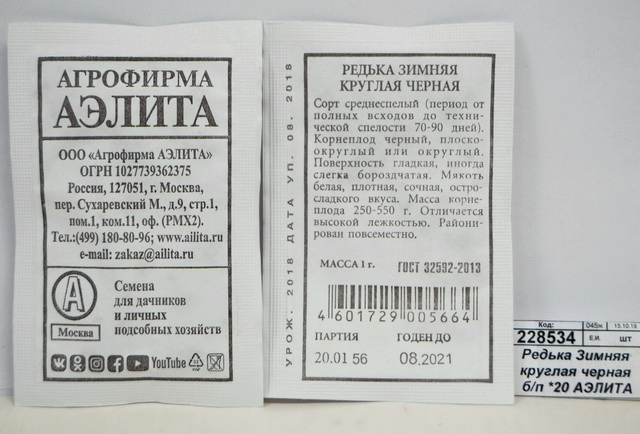 АГРОФИРМА
АЭЛИТА
ООО «Агрофирма АЭЛИТА»
ОГРН 1027739362375
Россия, 127051, г. Москва,
пер. Сухаревский М., д.9, стр.1,
пом.1, ком.11, оф. (РМХ2).
Тел.:(499) 180-80-96; www.ailita.ru
e-mail: zakaz@ailita.ru
А
Москва
Семена
для дачников
и личных
подсобных хозяйств
YouTube
УРОЖ. 2018 ДАТА УП. 08. 2018
РЕДЬКА ЗИМНЯЯ
КРУГЛАЯ ЧЕРНАЯ
Сорт среднеспелый (период от
полных всходов до техни-
ческой спелости 70-90 дней).
Корнеплод черный, плоско-
округлый или округлый.
Поверхность гладкая, иногда
слегка бороздчатая. Мякоть
белая, плотная, сочная, остро-
сладкого вкуса. Масса корне-
плода 250-550 г. Отличается
высокой лежкостью. Райони-
рован повсеместно.
МАССА 1 г. ГОСТ 32592-2013
4 601729 005664
ПАРТИЯ ГОДЕН ДО
20.01 56 08.2021
Код: 045ж 15.10.19
228534 Е.И. шт
Редька Зимняя
круглая черная
б/п *20 АЭЛИТА